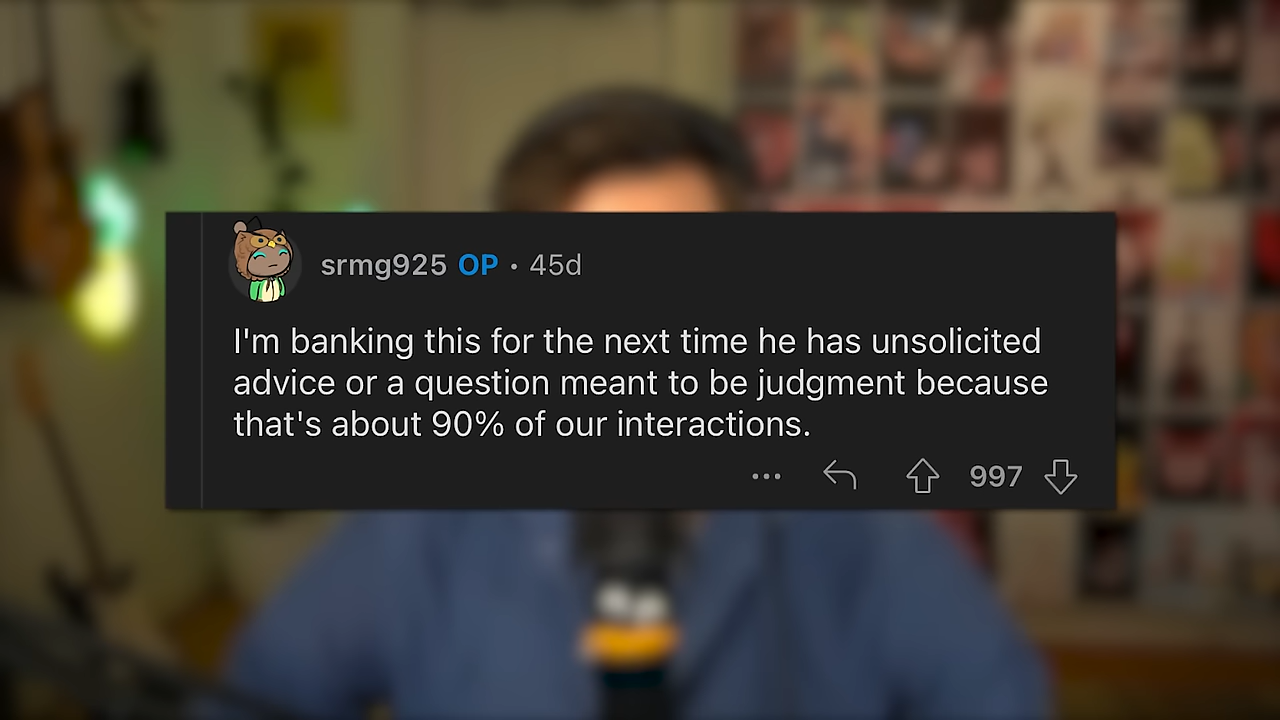 srmg925 OP • 45d
I'm banking this for the next time he has unsolicited
advice or a question meant to be judgment because
that's about 90% of our interactions.
997